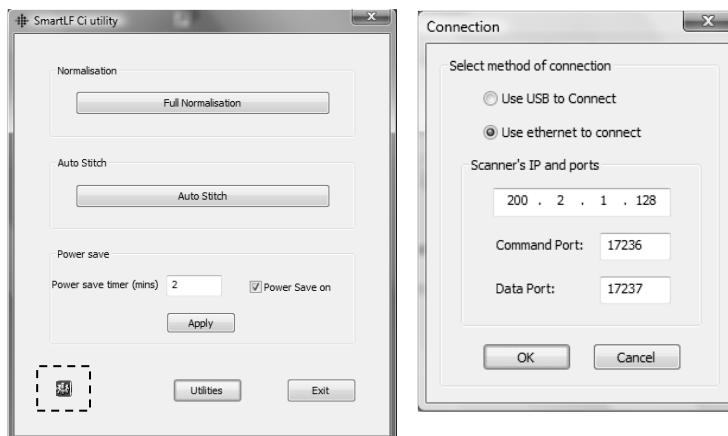 SmartLF Ci utility
Normalisation
Full Normalisation
Auto Stitch
Auto Stitch
Power save
Power save timer (mins) 2 Power Save on
Apply
Utilities Exit
Connection
Select method of connection
Use USB to Connect
Use ethernet to connect
Scanner's IP and ports
200 . 2 . 1 . 128
Command Port: 17236
Data Port: 17237
OK Cancel